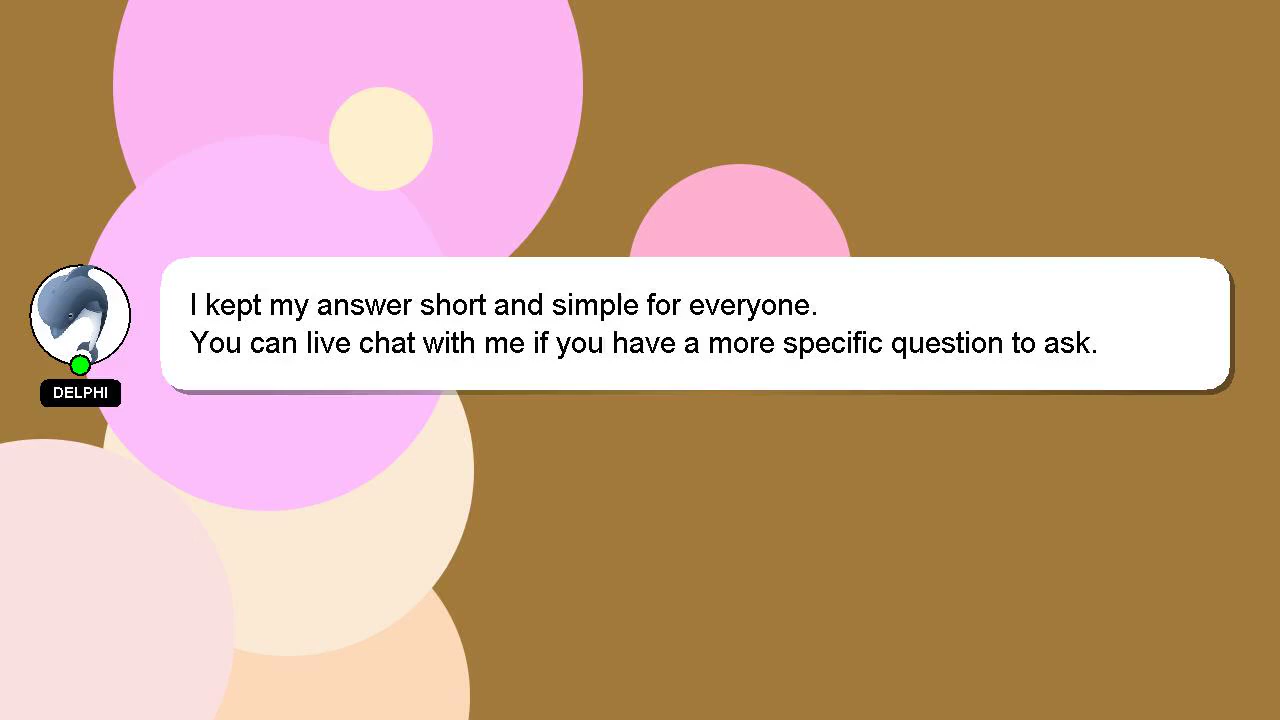 I kept my answer short and simple for everyone.
You can live chat with me if you have a more specific question to ask.
DELPHI